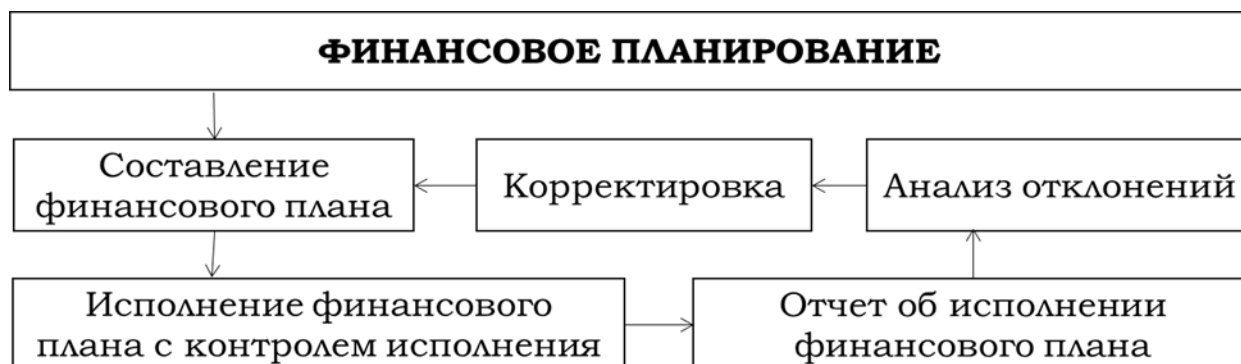 ФИНАНСОВОЕ ПЛАНИРОВАНИЕ
Составление
финансового плана
Корректировка
Анализ отклонений
Исполнение финансового
плана с контролем исполнения
Отчет об исполнении
финансового плана